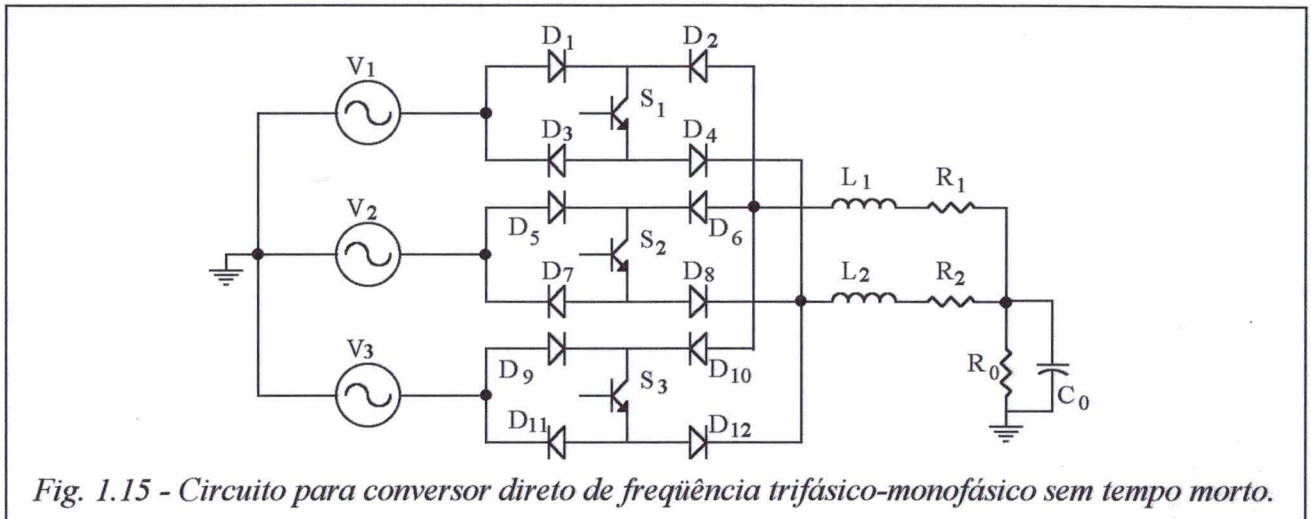 D1 D2
V1
S1
D3 D4
L1 R1
V2
D5 D6
S2
D7 D8
L2 R2
V3
D9 D10
S3
R0
C0
D11 D12
Fig. 1.15 - Circuito para conversor direto de freqüência trifásico-monofásico sem tempo morto.